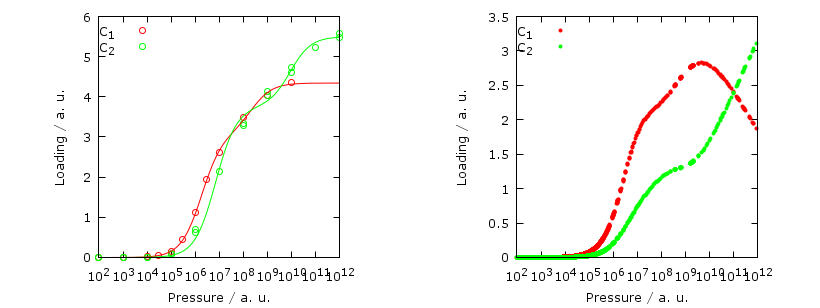 6
5
4
3
2
1
0
C₁
C₂
Loading / a. u.
10² 10³ 10⁴ 10⁵ 10⁶ 10⁷ 10⁸ 10⁹ 10¹⁰ 10¹¹ 10¹²
Pressure / a. u.
3.5
3
2.5
2
1.5
1
0.5
0
C₁
C₂
Loading / a. u.
10² 10³ 10⁴ 10⁵ 10⁶ 10⁷ 10⁸ 10⁹ 10¹⁰ 10¹¹ 10¹²
Pressure / a. u.